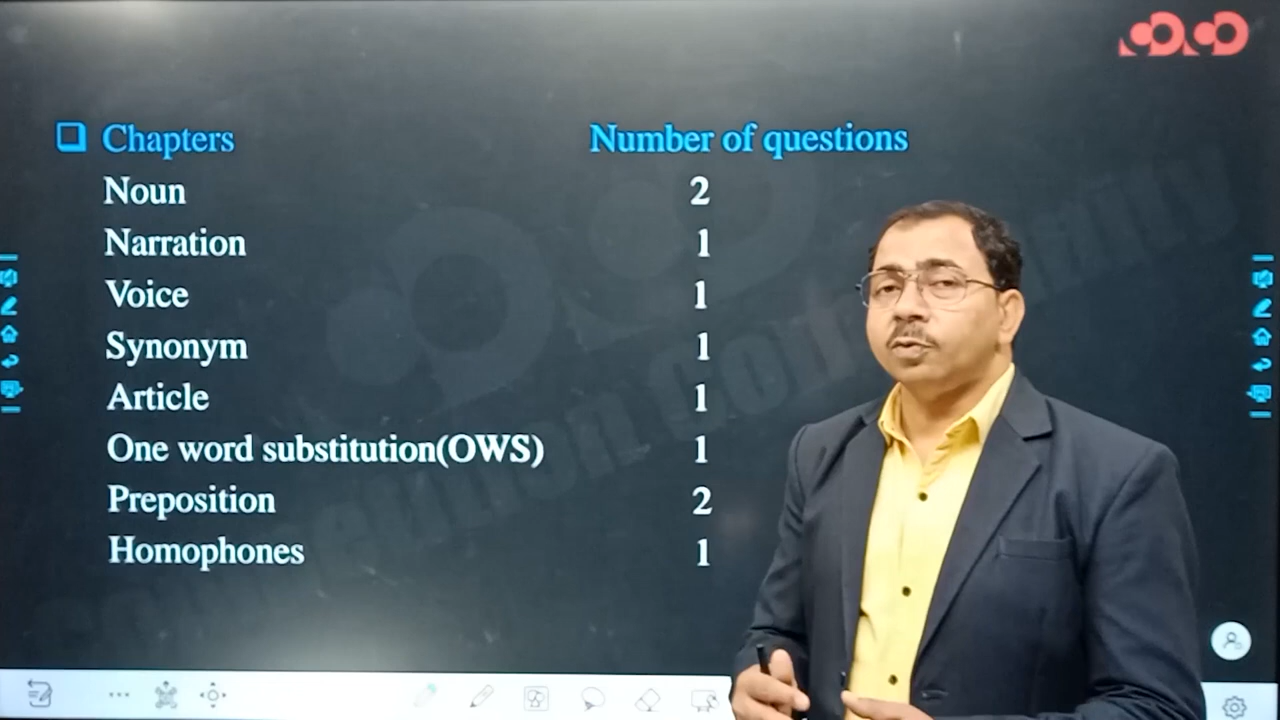 ❑ Chapters Number of questions
Noun 2
Narration 1
Voice 1
Synonym 1
Article 1
One word substitution(OWS) 1
Preposition 2
Homophones 1